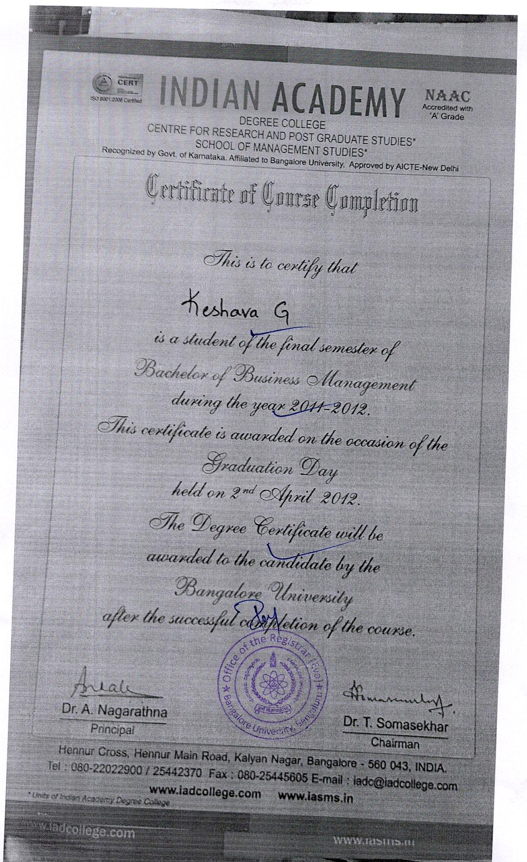 CERT
ISO 9001:2008 Certified
INDIAN ACADEMY
NAAC
Accredited with
'A' Grade
DEGREE COLLEGE
CENTRE FOR RESEARCH AND POST GRADUATE STUDIES*
SCHOOL OF MANAGEMENT STUDIES*
Recognized by Govt. of Karnataka, Affiliated to Bangalore University, Approved by AICTE-New Delhi
Certificate of Course Completion
This is to certify that
Keshava G
is a student of the final semester of
Bachelor of Business Management
during the year 2011-2012.
This certificate is awarded on the occasion of the
Graduation Day
held on 2nd April 2012.
The Degree Certificate will be
awarded to the candidate by the
Bangalore University
after the successful completion of the course.
Office of the Registrar
Bangalore University, Bengaluru
Dr. A. Nagarathna
Principal
Dr. T. Somasekhar
Chairman
Hennur Cross, Hennur Main Road, Kalyan Nagar, Bangalore - 560 043, INDIA.
Tel : 080-22022900 / 25442370 Fax : 080-25445605 E-mail : iadc@iadcollege.com
www.iadcollege.com www.iasms.in
* Units of Indian Academy Degree College
www.iadcollege.com
www.iasms.in